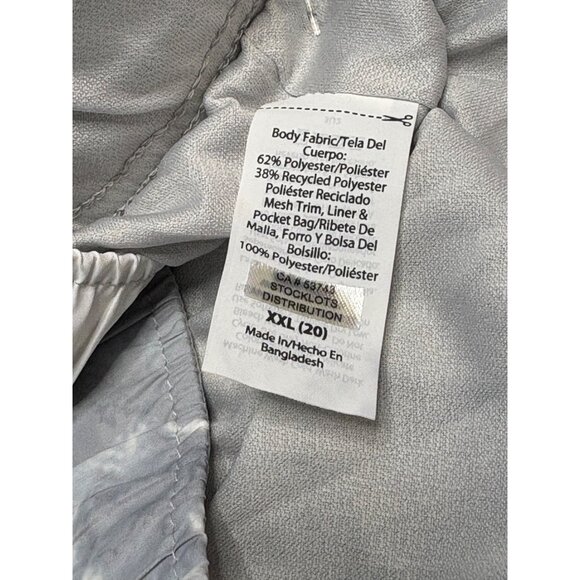 Body Fabric/Tela Del
Cuerpo:
62% Polyester/Poliéster
38% Recycled Polyester
Poliéster Reciclado
Mesh Trim, Liner &
Pocket Bag/Ribete De
Malla, Forro Y Bolsa Del
Bolsillo:
100% Polyester/Poliéster
CA # 53743
STOCKLOTS
DISTRIBUTION
XXL (20)
Made In/Hecho En
Bangladesh